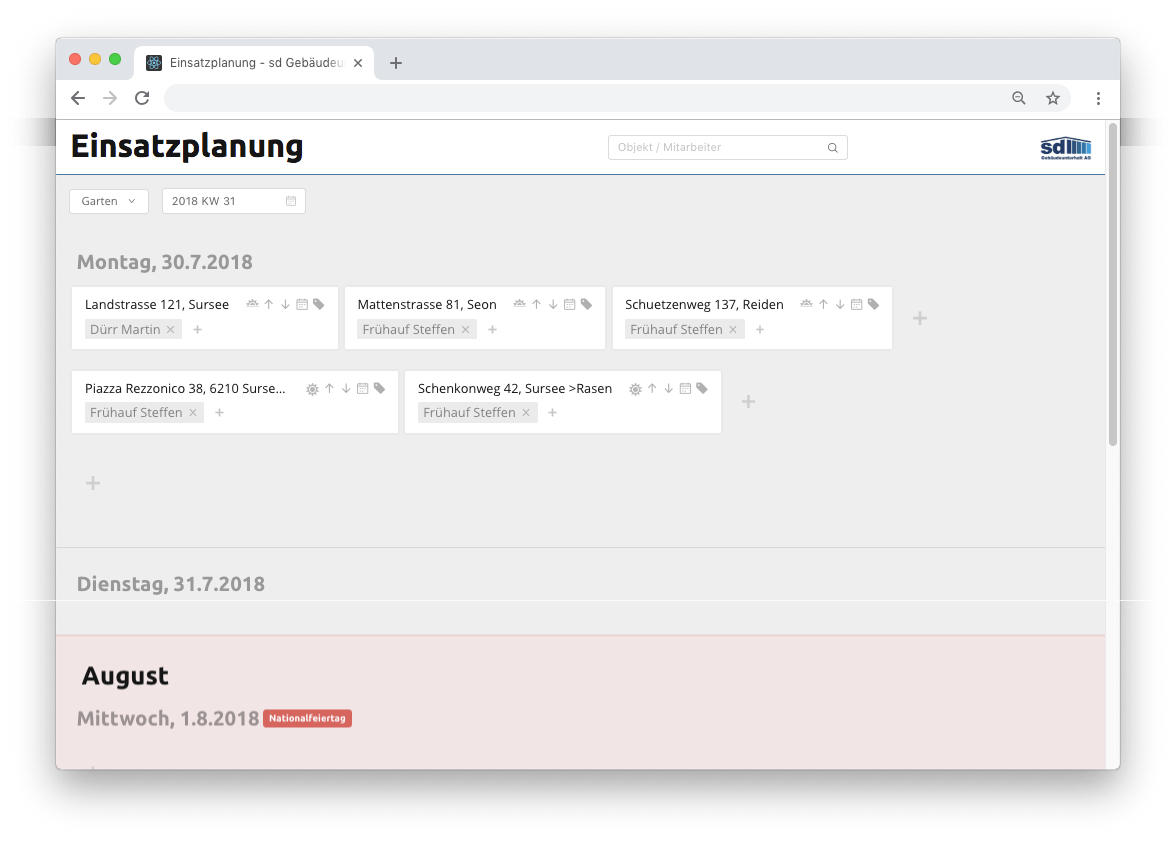 Einsatzplanung - sd Gebäudeu
Einsatzplanung
Objekt / Mitarbeiter
sd
Gebäudeunterhalt AG
Garten
2018 KW 31
Montag, 30.7.2018
Landstrasse 121, Sursee
Mattenstrasse 81, Seon
Schuetzenweg 137, Reiden
Dürr Martin
Frühauf Steffen
Frühauf Steffen
Piazza Rezzonico 38, 6210 Surse...
Schenkonweg 42, Sursee >Rasen
Frühauf Steffen
Frühauf Steffen
Dienstag, 31.7.2018
August
Mittwoch, 1.8.2018 Nationalfeiertag